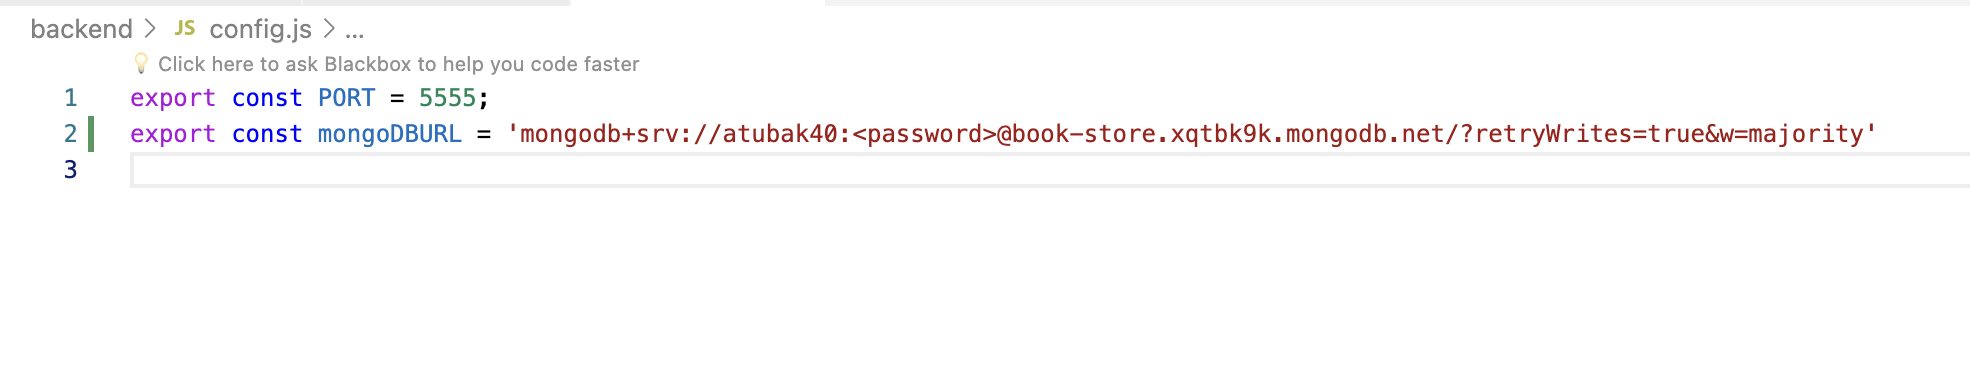 backend > JS config.js > ...
Click here to ask Blackbox to help you code faster
1 export const PORT = 5555;
2 export const mongoDBURL = 'mongodb+srv://atubak40:<password>@book-store.xqtbk9k.mongodb.net/?retryWrites=true&w=majority'
3